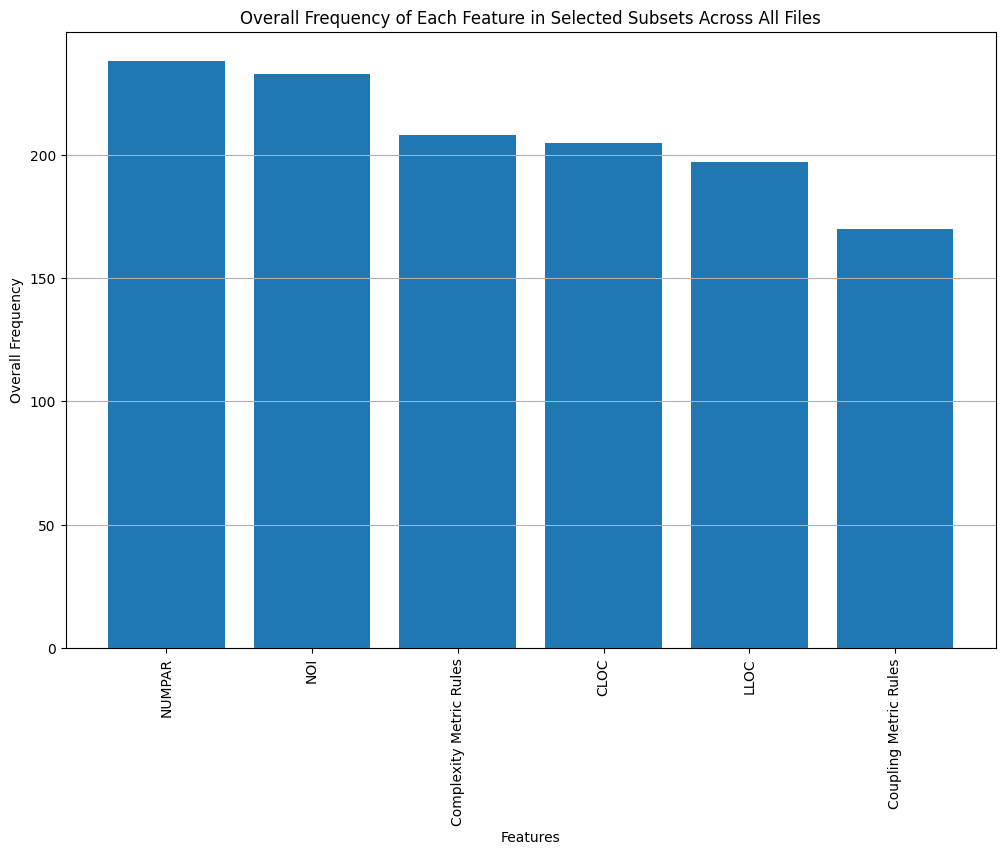 Overall Frequency of Each Feature in Selected Subsets Across All Files
Overall Frequency
200
150
100
50
0
NUMPAR
NOI
Complexity Metric Rules
CLOC
LLOC
Coupling Metric Rules
Features